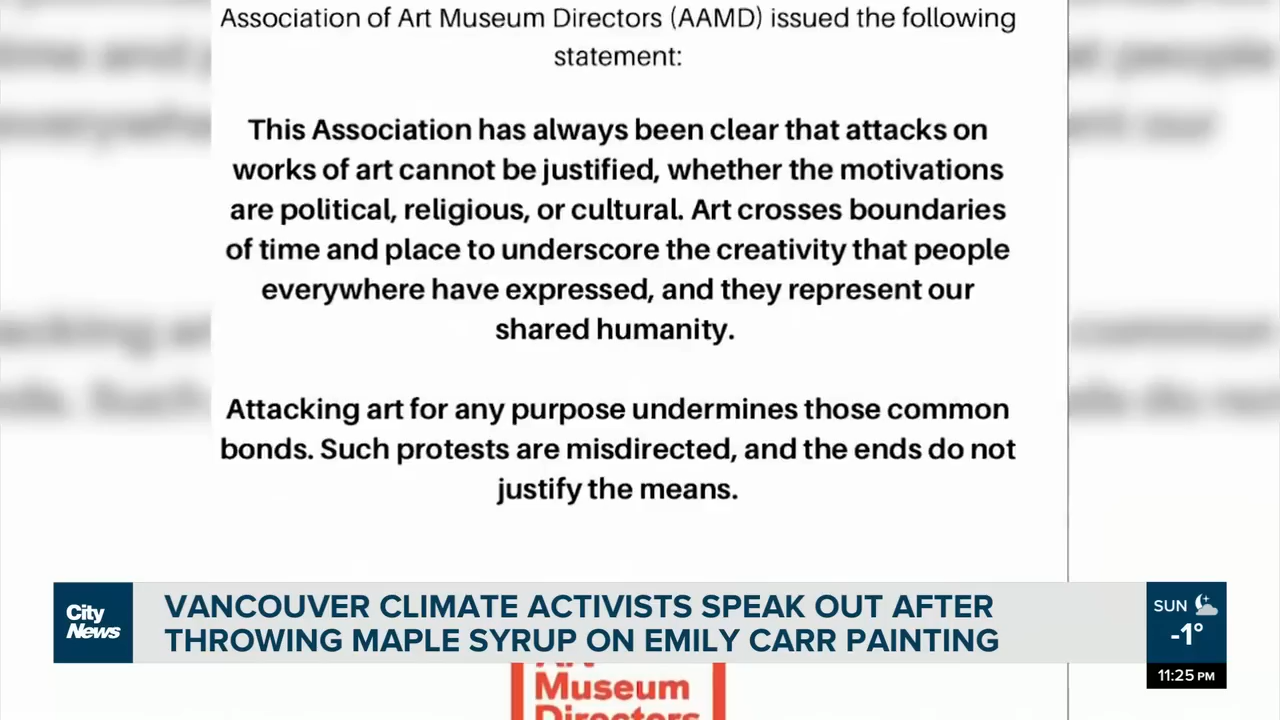 Association of Art Museum Directors (AAMD) issued the following
statement:
This Association has always been clear that attacks on
works of art cannot be justified, whether the motivations
are political, religious, or cultural. Art crosses boundaries
of time and place to underscore the creativity that people
everywhere have expressed, and they represent our
shared humanity.
Attacking art for any purpose undermines those common
bonds. Such protests are misdirected, and the ends do not
justify the means.
City
News
VANCOUVER CLIMATE ACTIVISTS SPEAK OUT AFTER
THROWING MAPLE SYRUP ON EMILY CARR PAINTING
SUN
-1°
11:25 PM
Museum
Directors